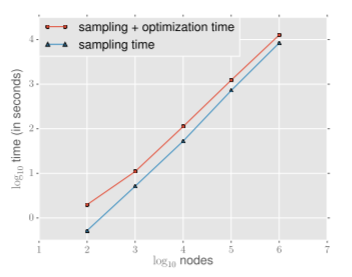 sampling + optimization time
sampling time
log₁₀ time (in seconds)
4
3
2
1
0
1 2 3 4 5 6 7
log₁₀ nodes